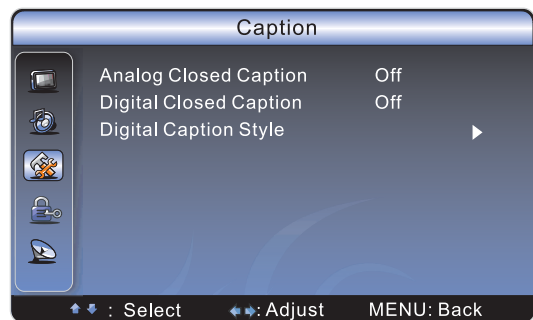 Caption
Analog Closed Caption Off
Digital Closed Caption Off
Digital Caption Style
: Select : Adjust MENU: Back